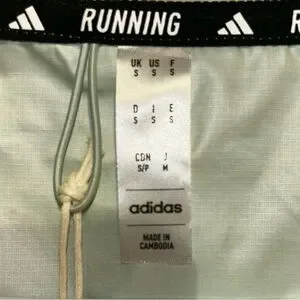 RUNNING R
UK US F
S S S
D I E
S S S
CDN J
S/P M
adidas
MADE IN
CAMBODIA